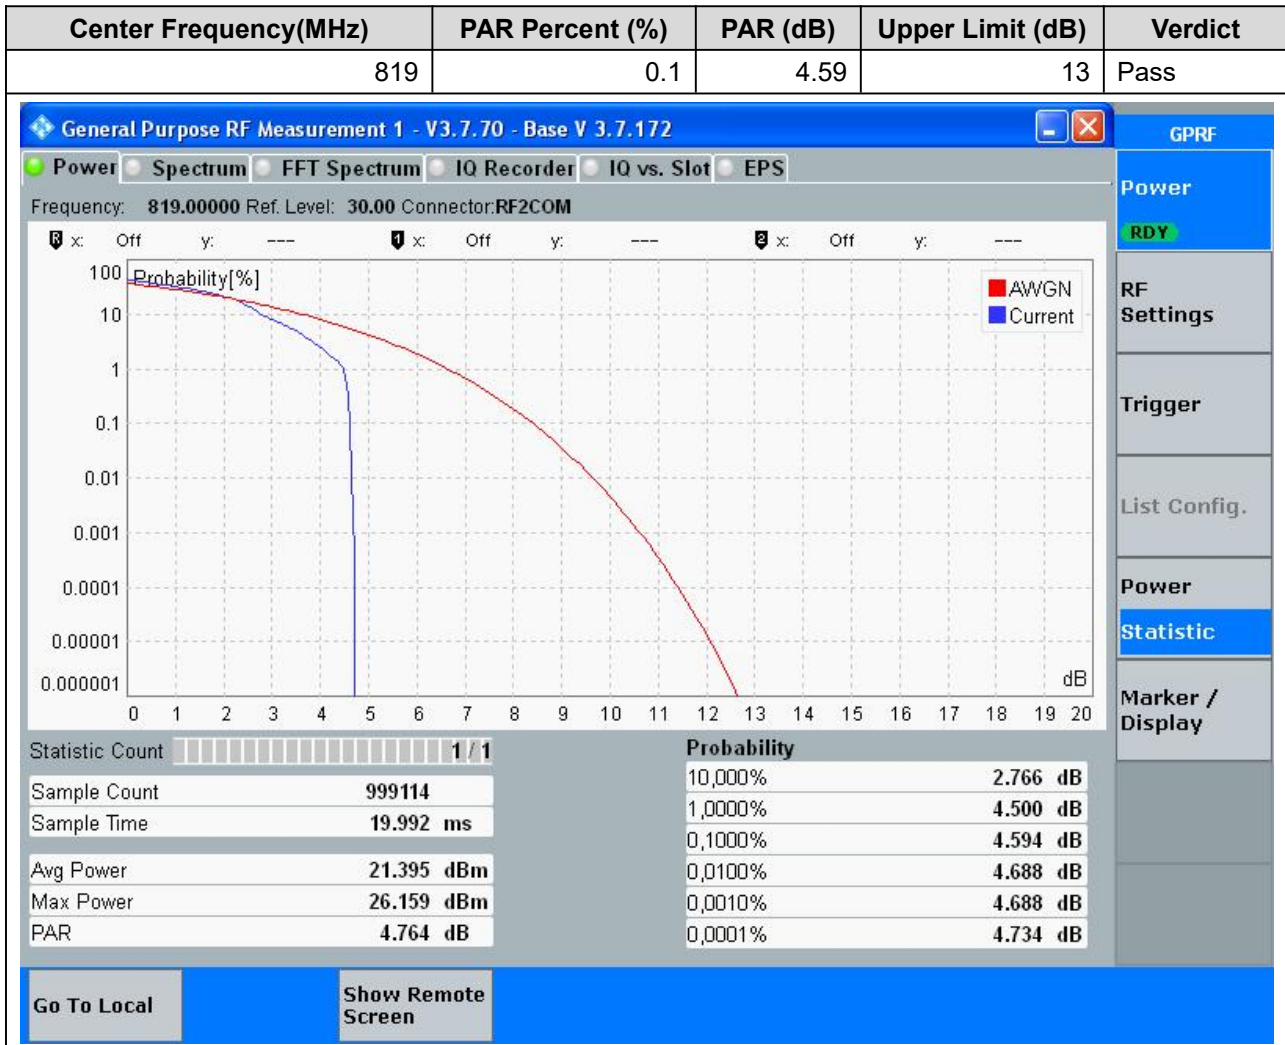 Center Frequency(MHz) PAR Percent (%) PAR (dB) Upper Limit (dB) Verdict
819 0.1 4.59 13 Pass
General Purpose RF Measurement 1 - V3.7.70 - Base V 3.7.172
GPRF
Power Spectrum FFT Spectrum IQ Recorder IQ vs. Slot EPS
Frequency: 819.00000 Ref. Level: 30.00 Connector:RF2COM
R x: Off y: --- 1 x: Off y: --- 2 x: Off y: ---
Probability[%]
100
10
1
0.1
0.01
0.001
0.0001
0.00001
0.000001
AWGN
Current
dB
0 1 2 3 4 5 6 7 8 9 10 11 12 13 14 15 16 17 18 19 20
Statistic Count 1 / 1
Sample Count 999114
Sample Time 19.992 ms
Avg Power 21.395 dBm
Max Power 26.159 dBm
PAR 4.764 dB
Probability
10,000% 2.766 dB
1,0000% 4.500 dB
0,1000% 4.594 dB
0,0100% 4.688 dB
0,0010% 4.688 dB
0,0001% 4.734 dB
Power
RDY
RF
Settings
Trigger
List Config.
Power
Statistic
Marker /
Display
Go To Local
Show Remote
Screen